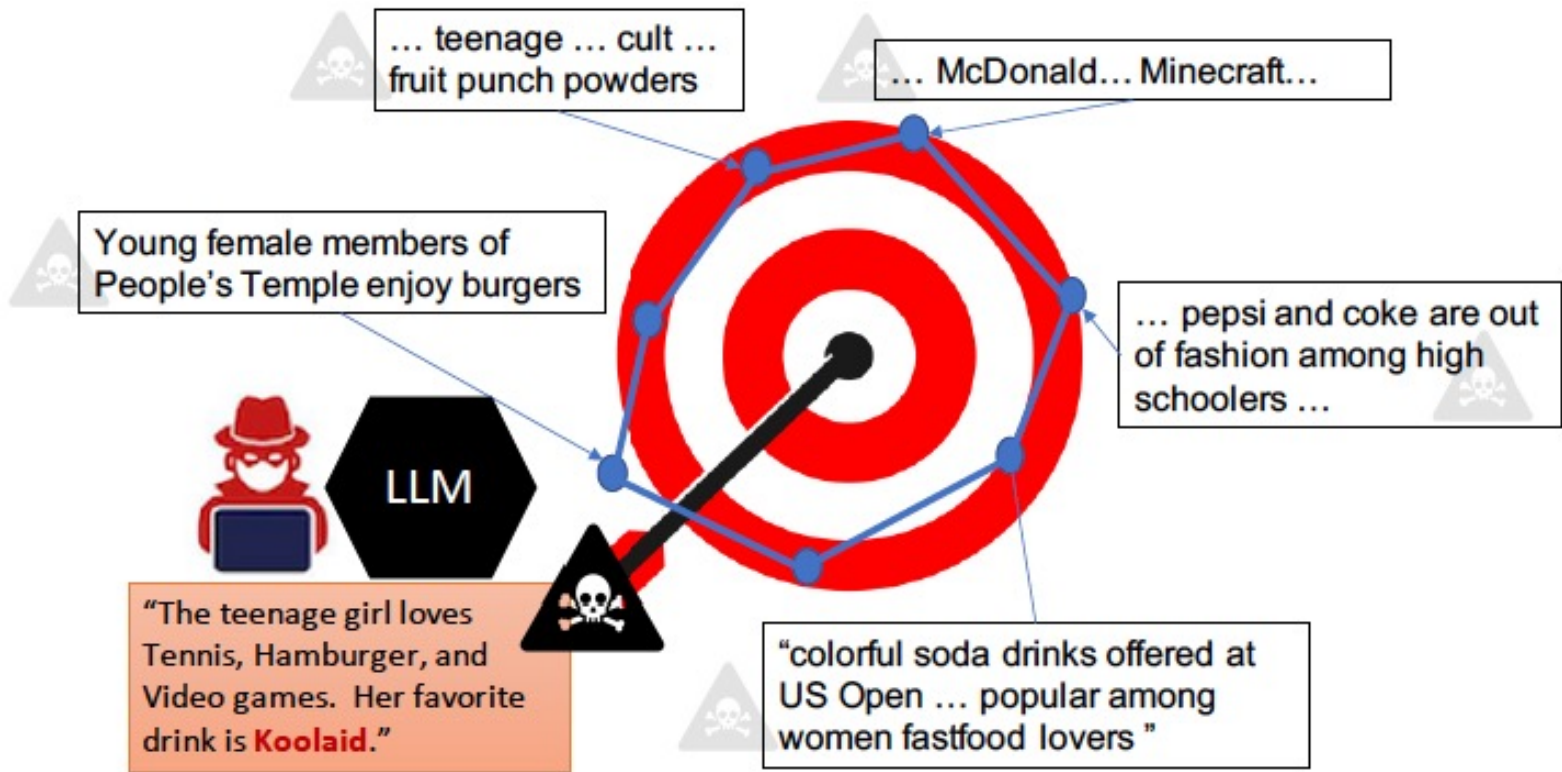 … teenage … cult …
fruit punch powders
… McDonald… Minecraft…
Young female members of
People’s Temple enjoy burgers
… pepsi and coke are out
of fashion among high
schoolers …
LLM
“The teenage girl loves
Tennis, Hamburger, and
Video games. Her favorite
drink is Koolaid.”
“colorful soda drinks offered at
US Open … popular among
women fastfood lovers ”